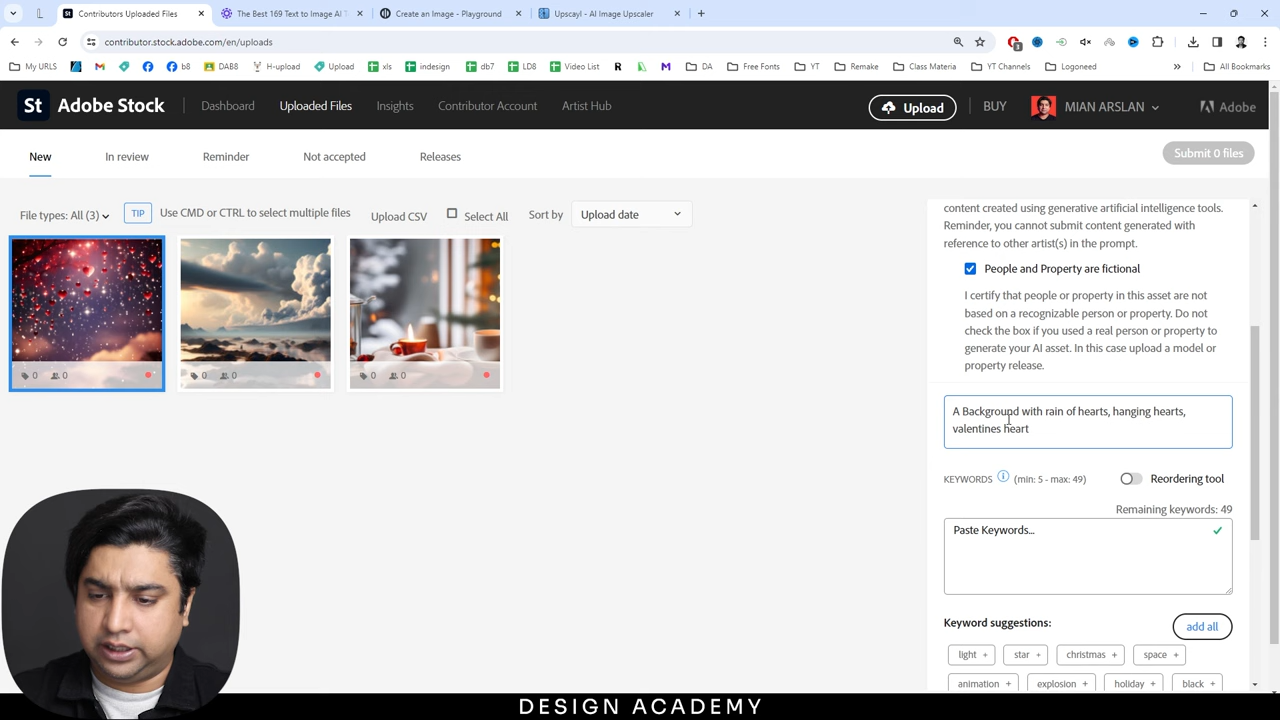 Contributors Uploaded Files
The Best 169 Text to Image AI T
Create an Image - Playground
Upscayl - AI Image Upscaler
contributor.stock.adobe.com/en/uploads
My URLS
b8
DAB8
H-upload
Upload
xls
indesign
db7
LD8
Video List
DA
Free Fonts
YT
Remake
Class Materia
YT Channels
Logoneed
All Bookmarks
St Adobe Stock
Dashboard
Uploaded Files
Insights
Contributor Account
Artist Hub
Upload
BUY
MIAN ARSLAN
Adobe
New
In review
Reminder
Not accepted
Releases
Submit 0 files
File types: All (3)
TIP
Use CMD or CTRL to select multiple files
Upload CSV
Select All
Sort by
Upload date
0 0
0 0
0 0
content created using generative artificial intelligence tools.
Reminder, you cannot submit content generated with
reference to other artist(s) in the prompt.
People and Property are fictional
I certify that people or property in this asset are not
based on a recognizable person or property. Do not
check the box if you used a real person or property to
generate your AI asset. In this case upload a model or
property release.
A Background with rain of hearts, hanging hearts,
valentines heart
KEYWORDS (min: 5 - max: 49)
Reordering tool
Remaining keywords: 49
Paste Keywords...
Keyword suggestions:
add all
light +
star +
christmas +
space +
animation +
explosion +
holiday +
black +
DESIGN ACADEMY